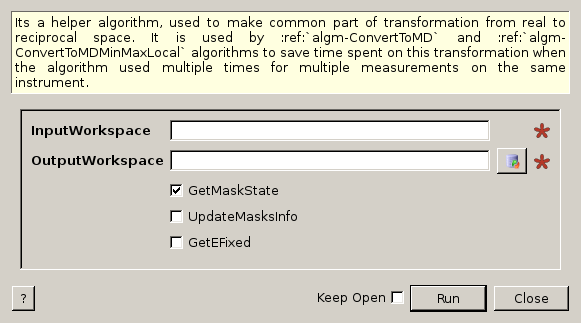 Its a helper algorithm, used to make common part of transformation from real to
reciprocal space. It is used by :ref:`algm-ConvertToMD` and :ref:`algm-
ConvertToMDMinMaxLocal` algorithms to save time spent on this transformation when
the algorithm used multiple times for multiple measurements on the same
instrument.
InputWorkspace
OutputWorkspace
GetMaskState
UpdateMasksInfo
GetEFixed
? Keep Open Run Close